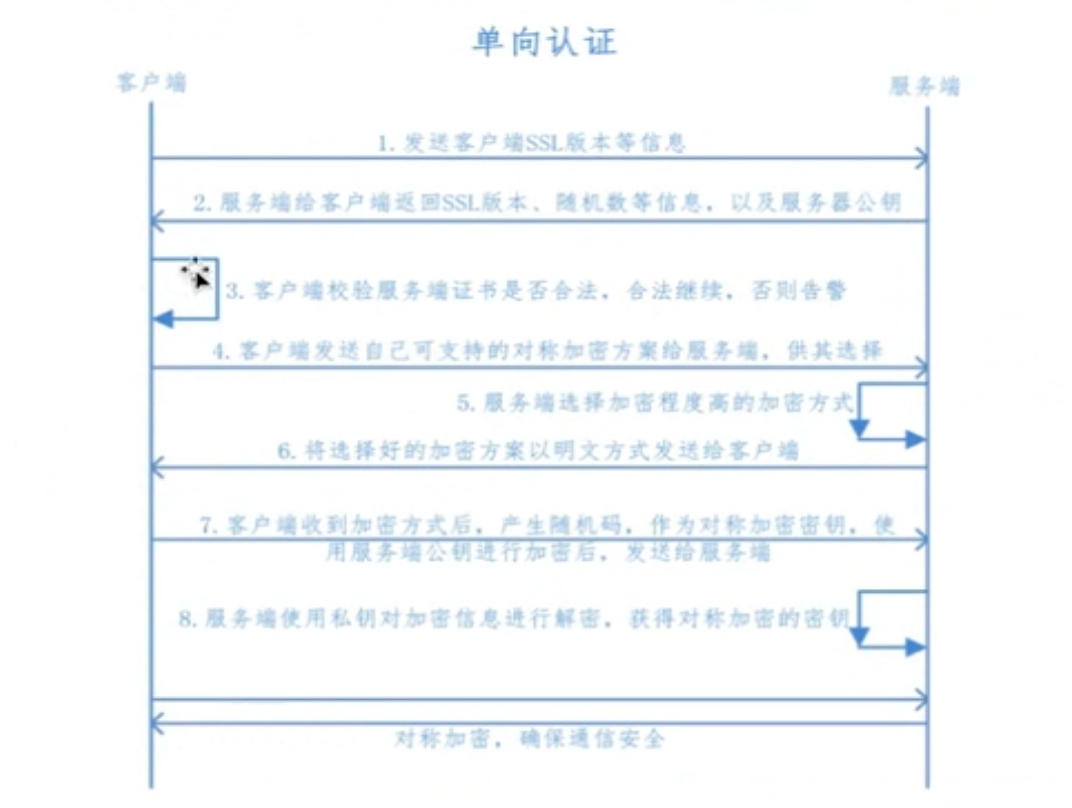 单向认证
客户端
服务端
1. 发送客户端SSL版本等信息
2. 服务端给客户端返回SSL版本、随机数等信息，以及服务器公钥
3. 客户端校验服务端证书是否合法，合法继续，否则告警
4. 客户端发送自己可支持的对称加密方案给服务端，供其选择
5. 服务端选择加密程度高的加密方式
6. 将选择好的加密方案以明文方式发送给客户端
7. 客户端收到加密方式后，产生随机码，作为对称加密密钥，使
用服务端公钥进行加密后，发送给服务端
8. 服务端使用私钥对加密信息进行解密，获得对称加密的密钥
对称加密，确保通信安全